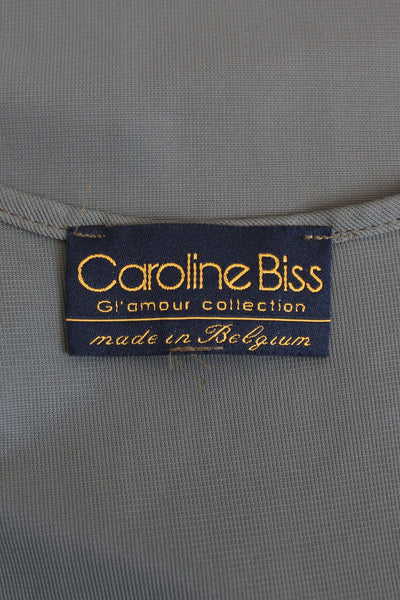 Caroline Biss
Gl'amour collection
made in Belgium